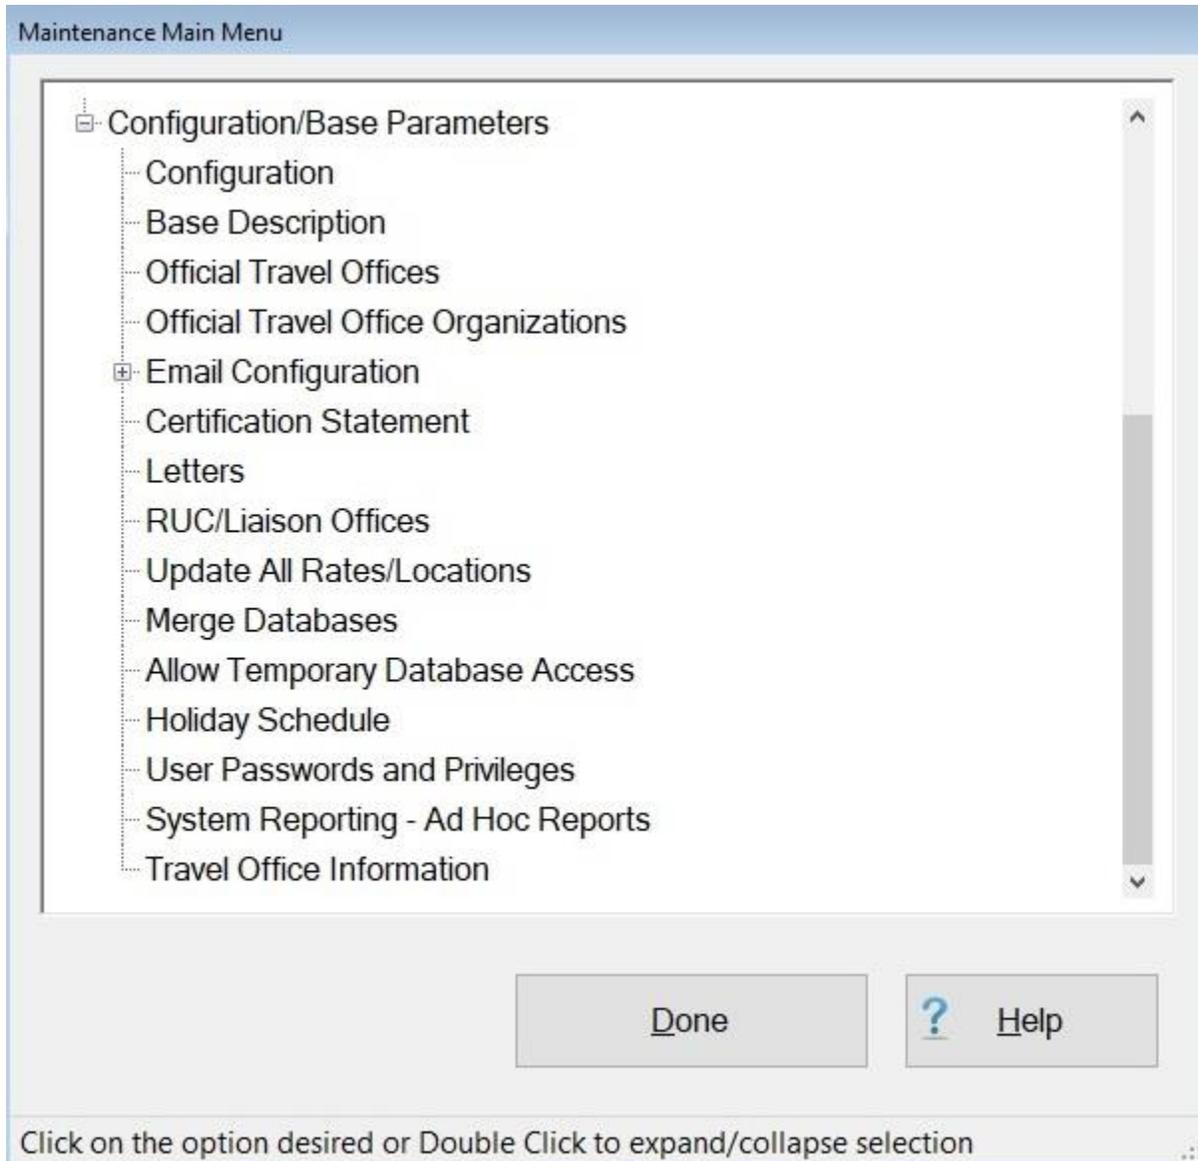 Maintenance Main Menu
Configuration/Base Parameters
Configuration
Base Description
Official Travel Offices
Official Travel Office Organizations
Email Configuration
Certification Statement
Letters
RUC/Liaison Offices
Update All Rates/Locations
Merge Databases
Allow Temporary Database Access
Holiday Schedule
User Passwords and Privileges
System Reporting - Ad Hoc Reports
Travel Office Information
Done
? Help
Click on the option desired or Double Click to expand/collapse selection